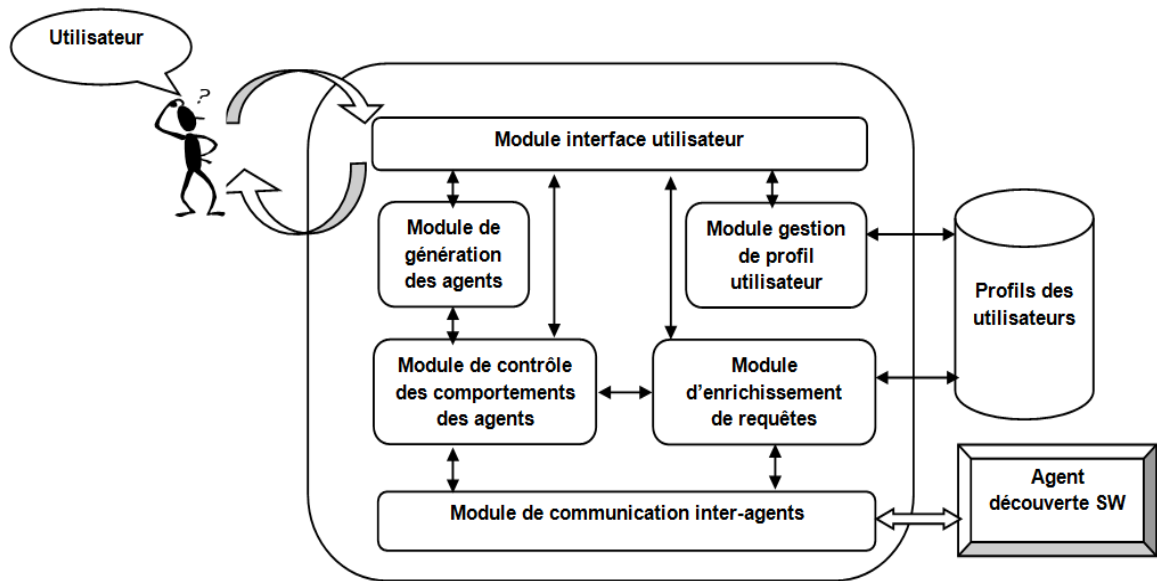 Utilisateur
?
Module interface utilisateur
Module de
génération
des agents
Module gestion
de profil
utilisateur
Profils des
utilisateurs
Module de contrôle
des comportements
des agents
Module
d’enrichissement
de requêtes
Module de communication inter-agents
Agent
découverte SW